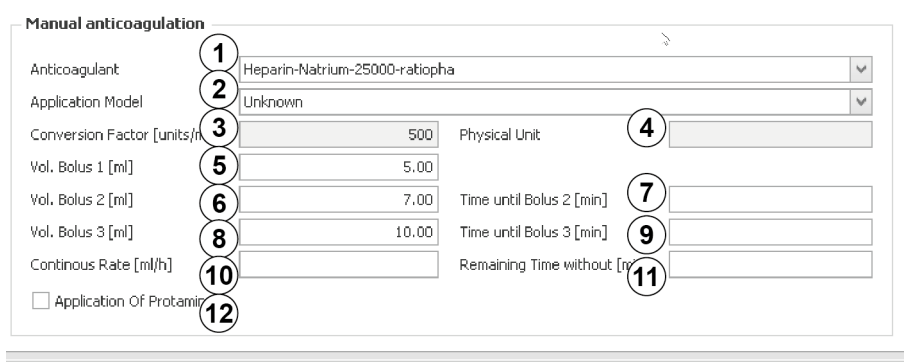 Manual anticoagulation
1
Anticoagulant Heparin-Natrium-25000-ratiopha
2
Application Model Unknown
Conversion Factor [units/m 3 500 Physical Unit 4
Vol. Bolus 1 [ml] 5 5.00
Vol. Bolus 2 [ml] 6 7.00 Time until Bolus 2 [min] 7
Vol. Bolus 3 [ml] 8 10.00 Time until Bolus 3 [min] 9
Continous Rate [ml/h] 10 Remaining Time without [m 11
Application Of Protamin 12